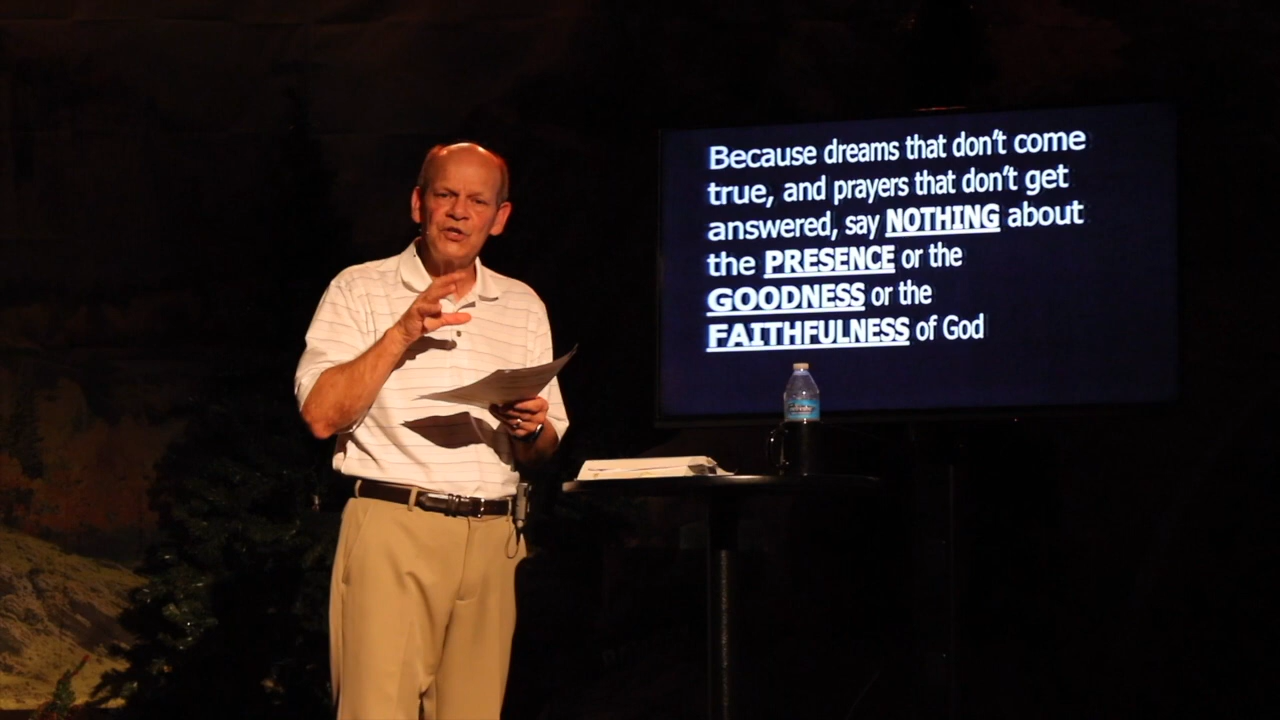 Because dreams that don't come
true, and prayers that don't get
answered, say NOTHING about
the PRESENCE or the
GOODNESS or the
FAITHFULNESS of God